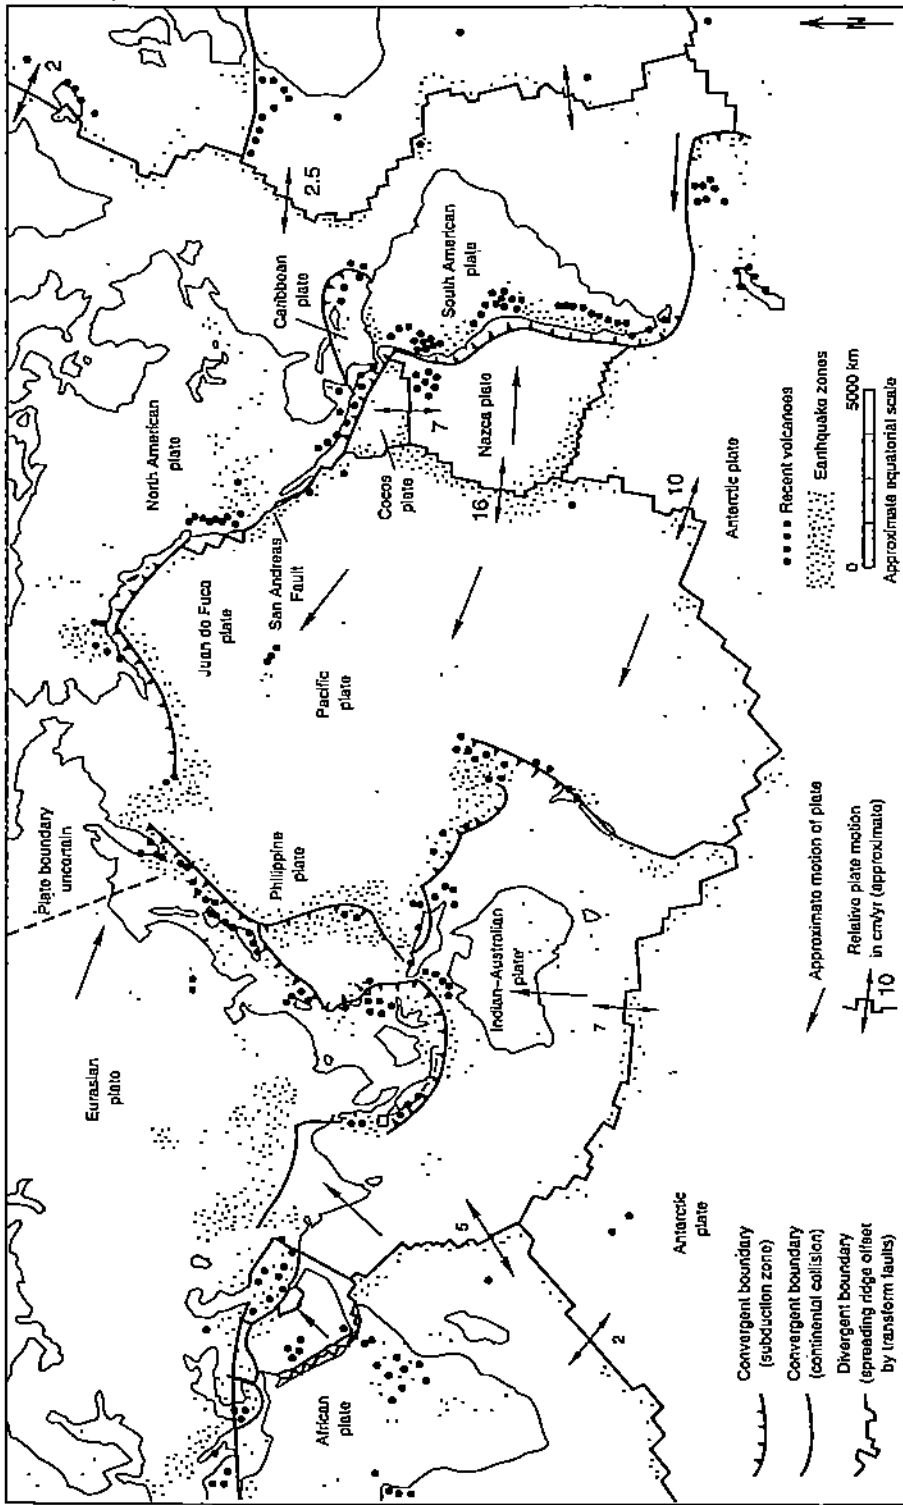 Eurasian
plate
Plate boundary
uncertain
North American
plate
Juan do Fuca
plate
San Andreas
Fault
Philippine
plate
Pacific
plate
Caribbean
plate
Cocos
plate
South American
plate
Nazca plate
African
plate
Indian–Australian
plate
Antarctic
plate
Antarctic plate
2
2.5
7
16
10
7
5
2
N
Convergent boundary
(subduction zone)
Convergent boundary
(continental collision)
Divergent boundary
(spreading ridge offset
by transform faults)
Approximate motion of plate
10
Relative plate motion
in cm/yr (approximate)
Recent volcanoes
Earthquake zones
0 5000 km
Approximate equatorial scale